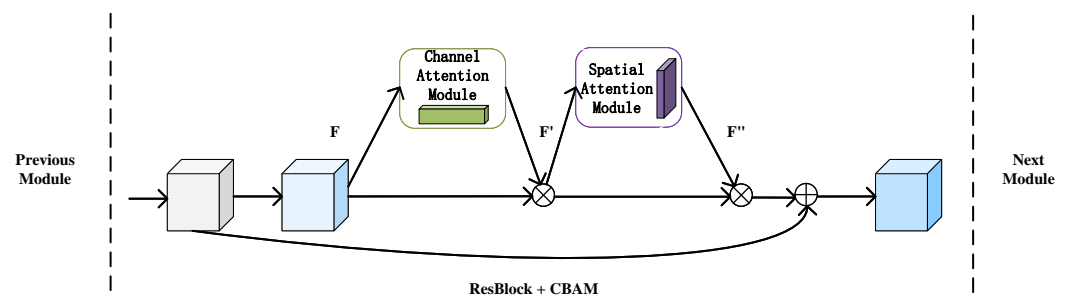 Channel
Attention
Module
Spatial
Attention
Module
F
F'
F"
Previous
Module
Next
Module
ResBlock + CBAM